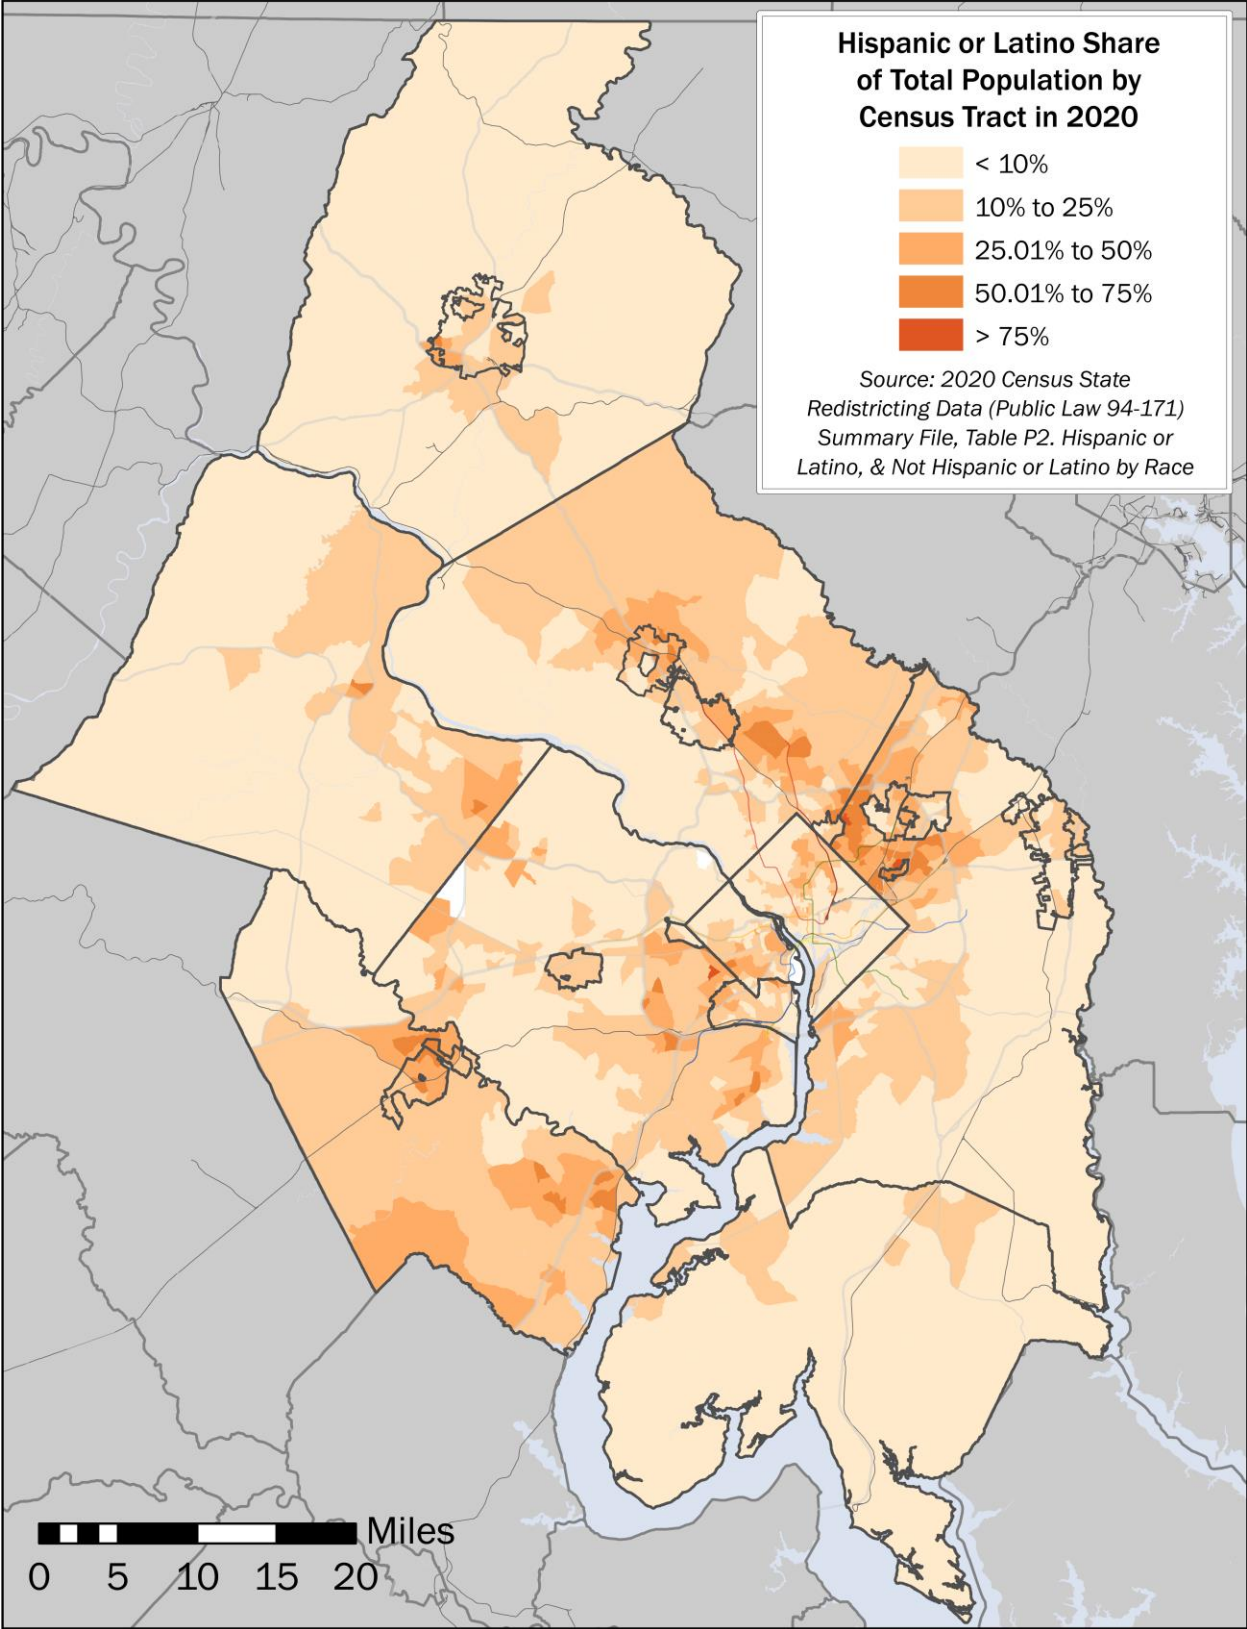 Hispanic or Latino Share
of Total Population by
Census Tract in 2020
< 10%
10% to 25%
25.01% to 50%
50.01% to 75%
> 75%
Source: 2020 Census State
Redistricting Data (Public Law 94-171)
Summary File, Table P2. Hispanic or
Latino, & Not Hispanic or Latino by Race
Miles
0 5 10 15 20